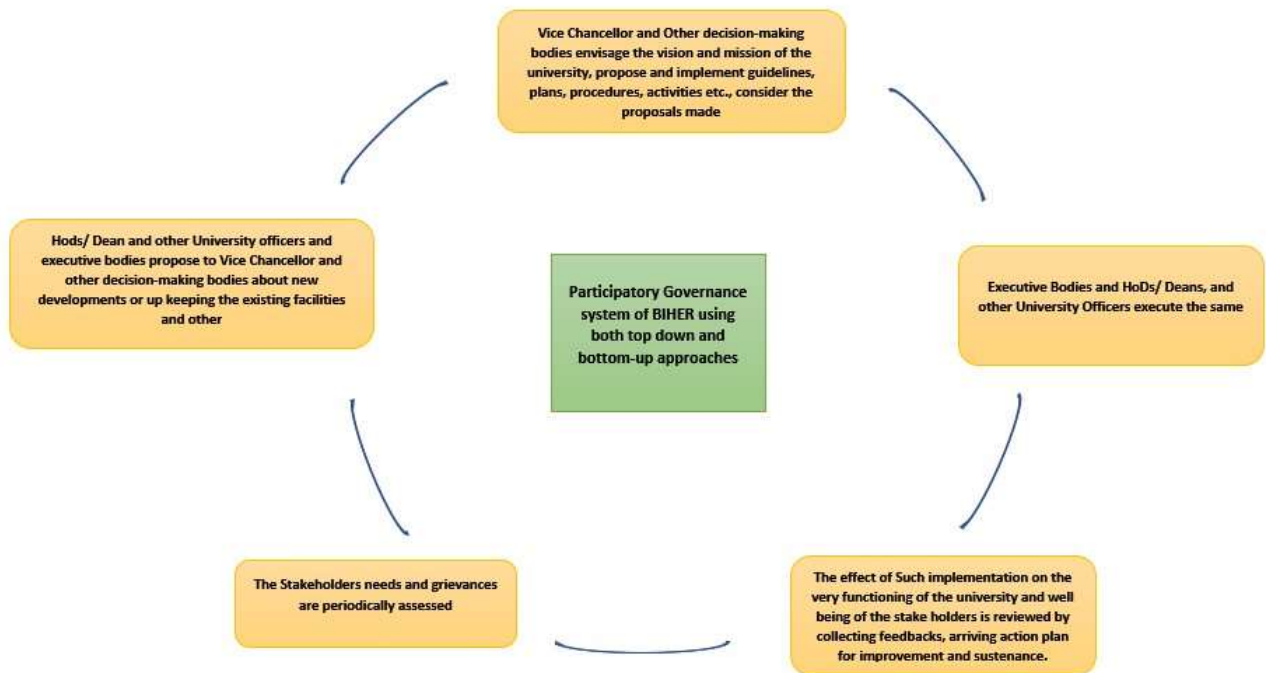 Vice Chancellor and Other decision-making
bodies envisage the vision and mission of the
university, propose and implement guidelines,
plans, procedures, activities etc., consider the
proposals made
Hods/ Dean and other University officers and
executive bodies propose to Vice Chancellor and
other decision-making bodies about new
developments or up keeping the existing facilities
and other
Participatory Governance
system of BIHER using
both top down and
bottom-up approaches
Executive Bodies and HoDs/ Deans, and
other University Officers execute the same
The Stakeholders needs and grievances
are periodically assessed
The effect of Such implementation on the
very functioning of the university and well
being of the stake holders is reviewed by
collecting feedbacks, arriving action plan
for improvement and sustenance.